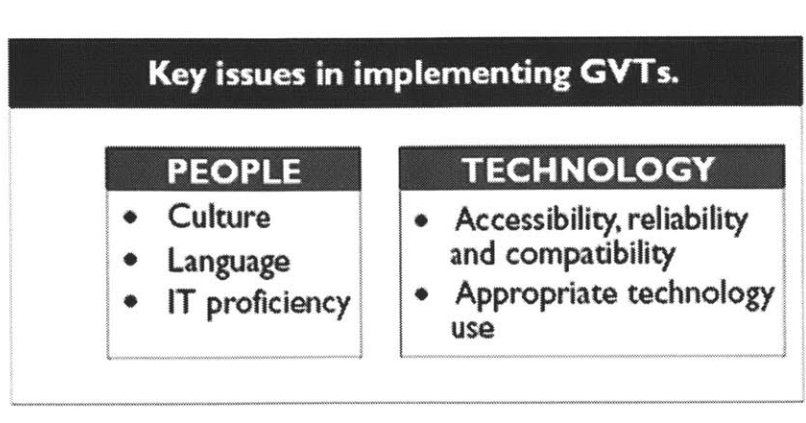 Key issues in implementing GVTs.
PEOPLE
• Culture
• Language
• IT proficiency
TECHNOLOGY
• Accessibility, reliability
and compatibility
• Appropriate technology
use